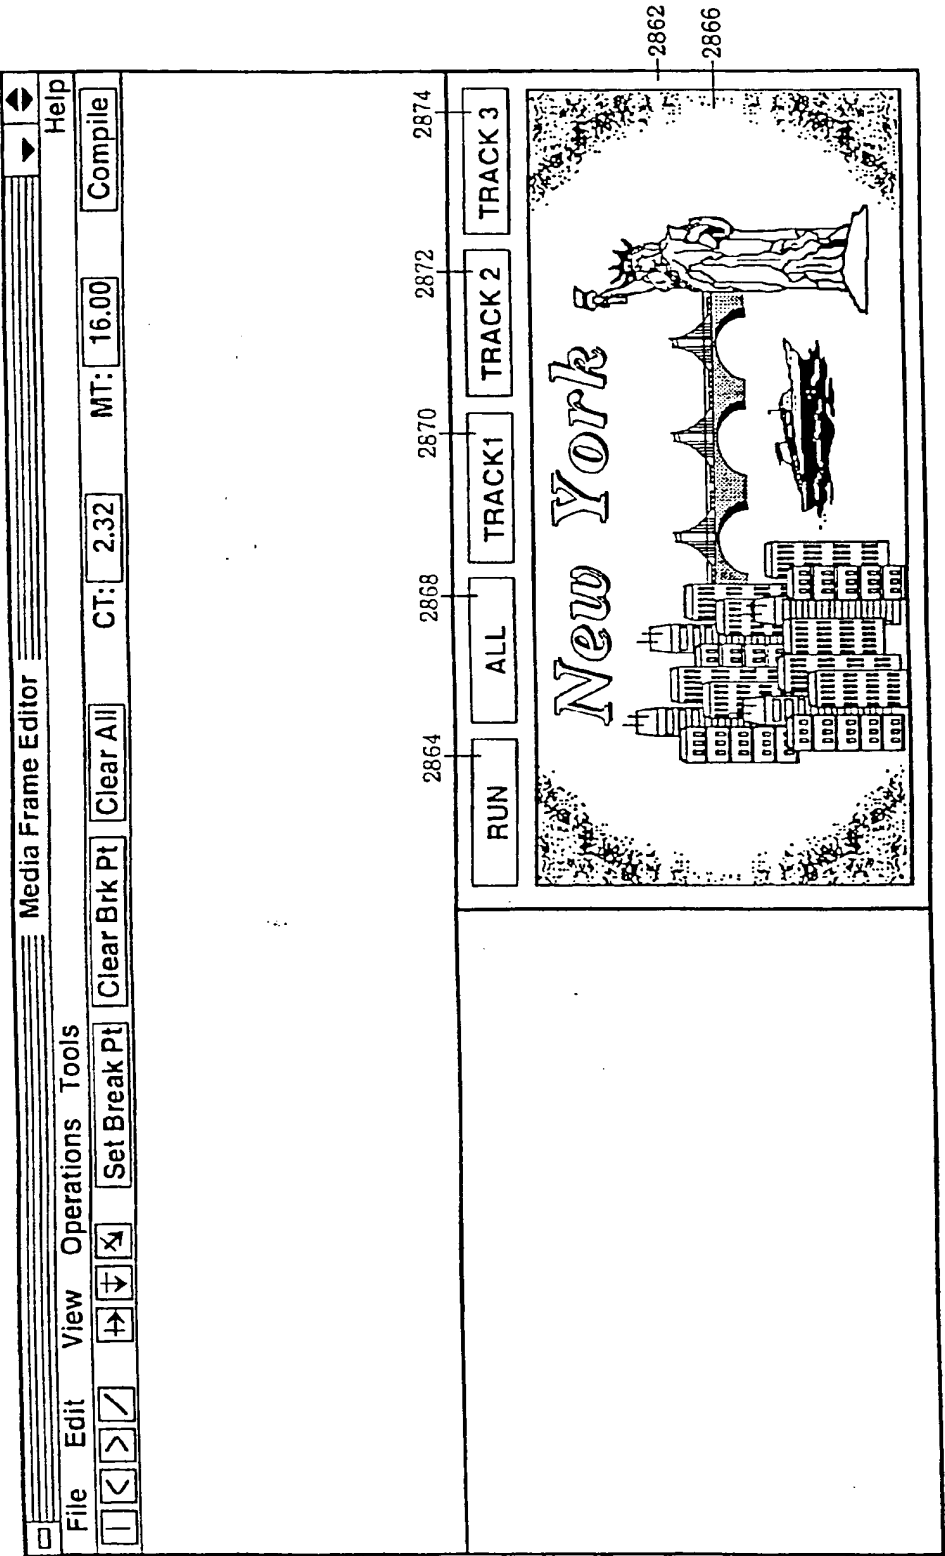 Media Frame Editor
File Edit View Operations Tools Help
Set Break Pt Clear Brk Pt Clear All CT: 2.32 MT: 16.00 Compile
2864 2868 2870 2872 2874
RUN ALL TRACK1 TRACK 2 TRACK 3
2862
New York
2866